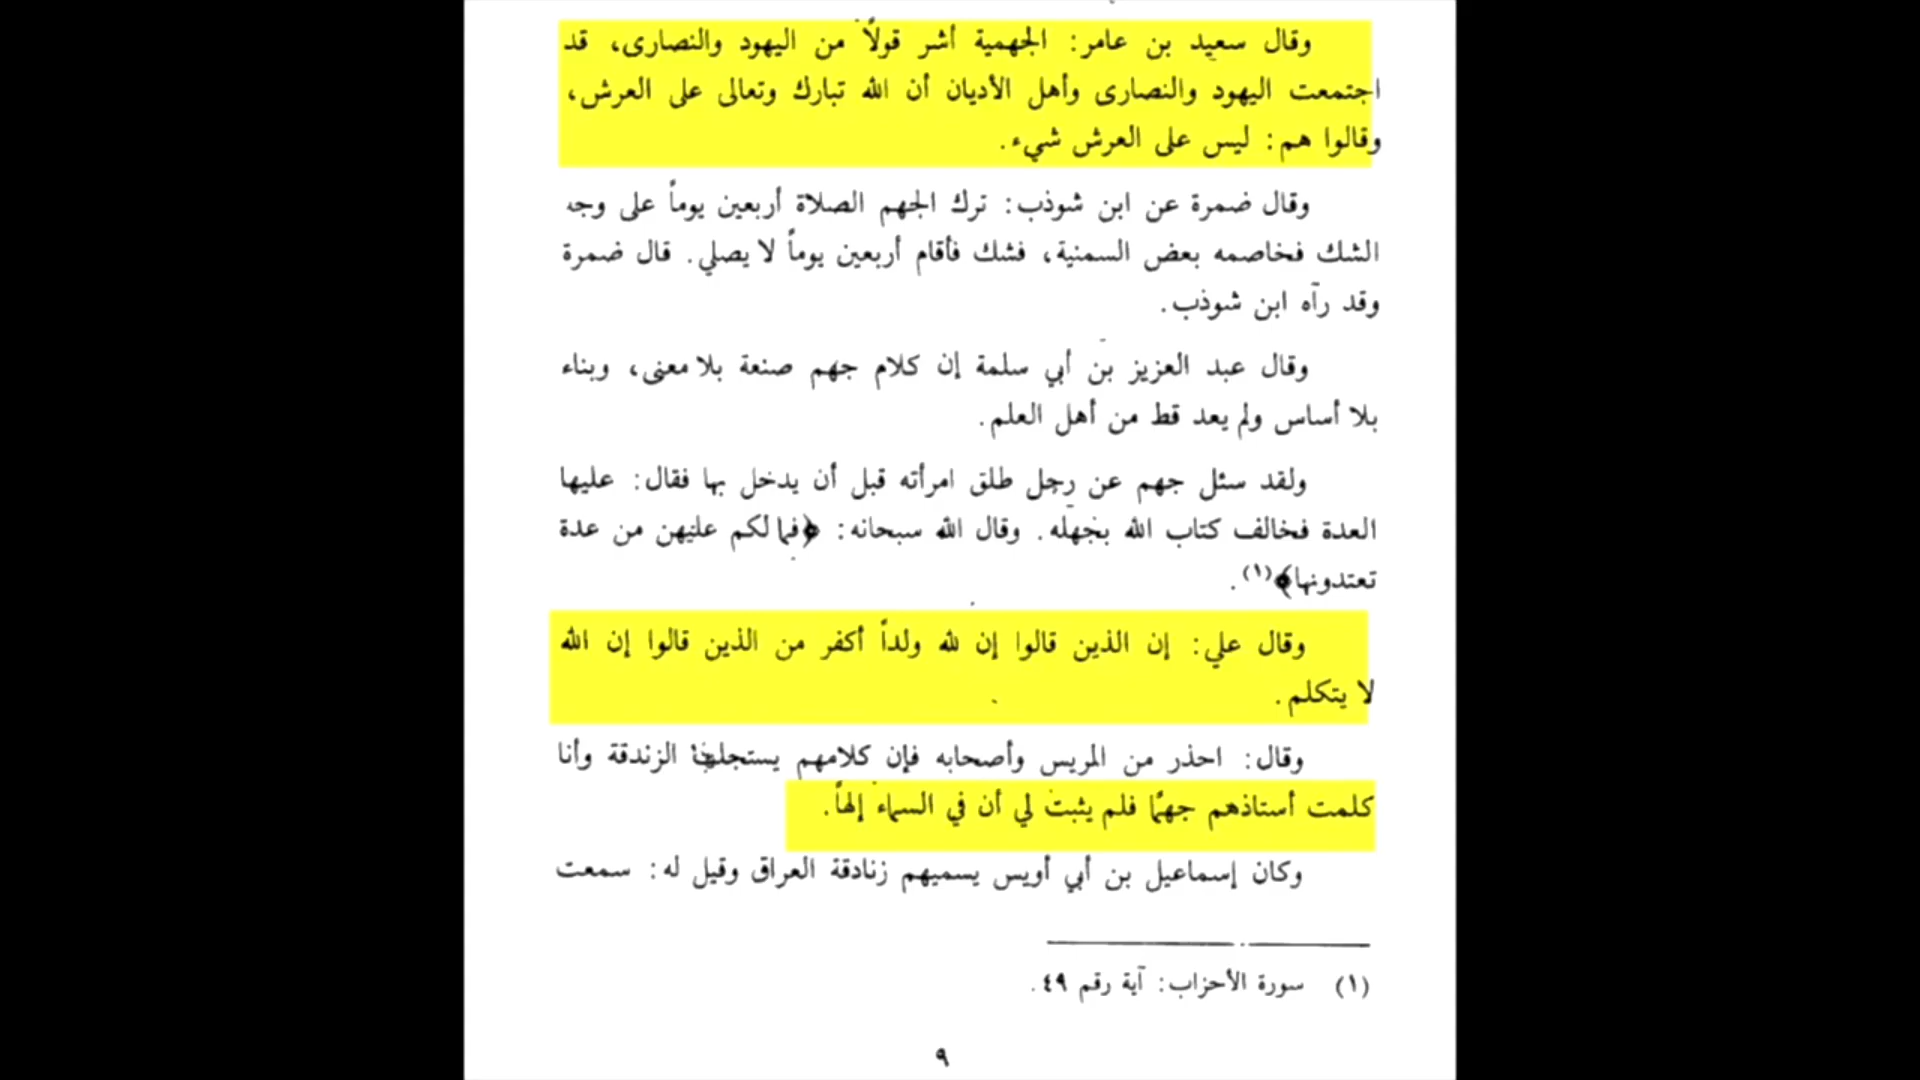 وقال سعيد بن عامر: الجهمية أشر قولاً من اليهود والنصارى، قد
اجتمعت اليهود والنصارى وأهل الأديان أن الله تبارك وتعالى على العرش،
وقالوا هم: ليس على العرش شيء.
وقال ضمرة عن ابن شوذب: ترك الجهم الصلاة أربعين يوماً على وجه
الشك فخاصمه بعض السمنية، فشك فأقام أربعين يوماً لا يصلي. قال ضمرة
وقد رآه ابن شوذب.
وقال عبد العزيز بن أبي سلمة إن كلام جهم صنعة بلا معنى، وبناء
بلا أساس ولم يعد قط من أهل العلم.
ولقد سئل جهم عن رجل طلق امرأته قبل أن يدخل بها فقال: عليها
العدة فخالف كتاب الله بجهله. وقال الله سبحانه: ﴿فما لكم عليهن من عدة
تعتدونها﴾(١).
وقال علي: إن الذين قالوا إن لله ولداً أكفر من الذين قالوا إن الله
لا يتكلم.
وقال: احذر من المريس وأصحابه فإن كلامهم الزندقة وأنا
كلمت أستاذهم جهمًا فلم يثبت لي أن في السماء إلهاً.
وكان إسماعيل بن أبي أويس يسميهم زنادقة العراق وقيل له: سمعت
(١) سورة الأحزاب: آية رقم ٤٩.
٩